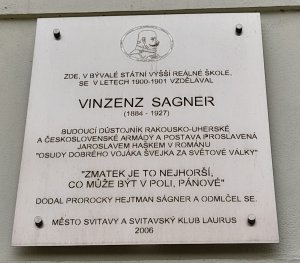 ZDE, V BÝVALÉ STÁTNÍ VYŠŠÍ REÁLNÉ ŠKOLE,
SE V LETECH 1900-1901 VZDĚLÁVAL
VINZENZ SAGNER
(1884 - 1927)
BUDOUCÍ DŮSTOJNÍK RAKOUSKO-UHERSKÉ
A ČESKOSLOVENSKÉ ARMÁDY A POSTAVA PROSLAVENÁ
JAROSLAVEM HAŠKEM V ROMÁNU
"OSUDY DOBRÉHO VOJÁKA ŠVEJKA ZA SVĚTOVÉ VÁLKY"
"ZMATEK JE TO NEJHORŠÍ,
CO MŮŽE BÝT V POLI, PÁNOVÉ"
DODAL PROROCKY HEJTMAN SÁGNER A ODMLČEL SE.
MĚSTO SVITAVY A SVITAVSKÝ KLUB LAURUS
2006